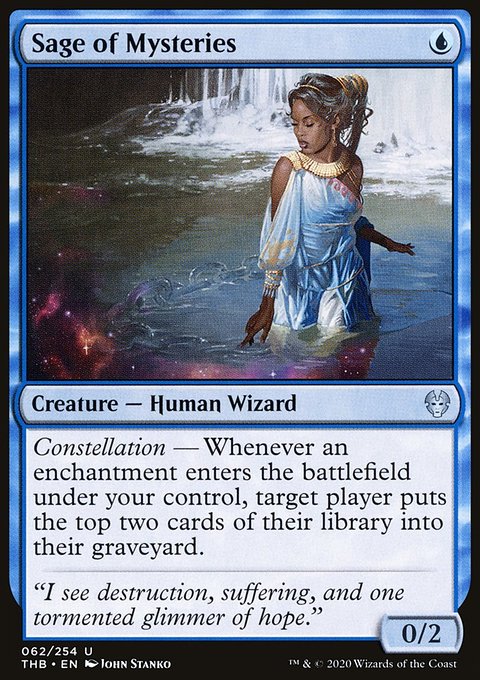 Sage of Mysteries
Creature — Human Wizard
Constellation — Whenever an
enchantment enters the battlefield
under your control, target player puts
the top two cards of their library into
their graveyard.
“I see destruction, suffering, and one
tormented glimmer of hope.”
0/2
062/254 U
THB • EN John Stanko
™ & © 2020 Wizards of the Coast